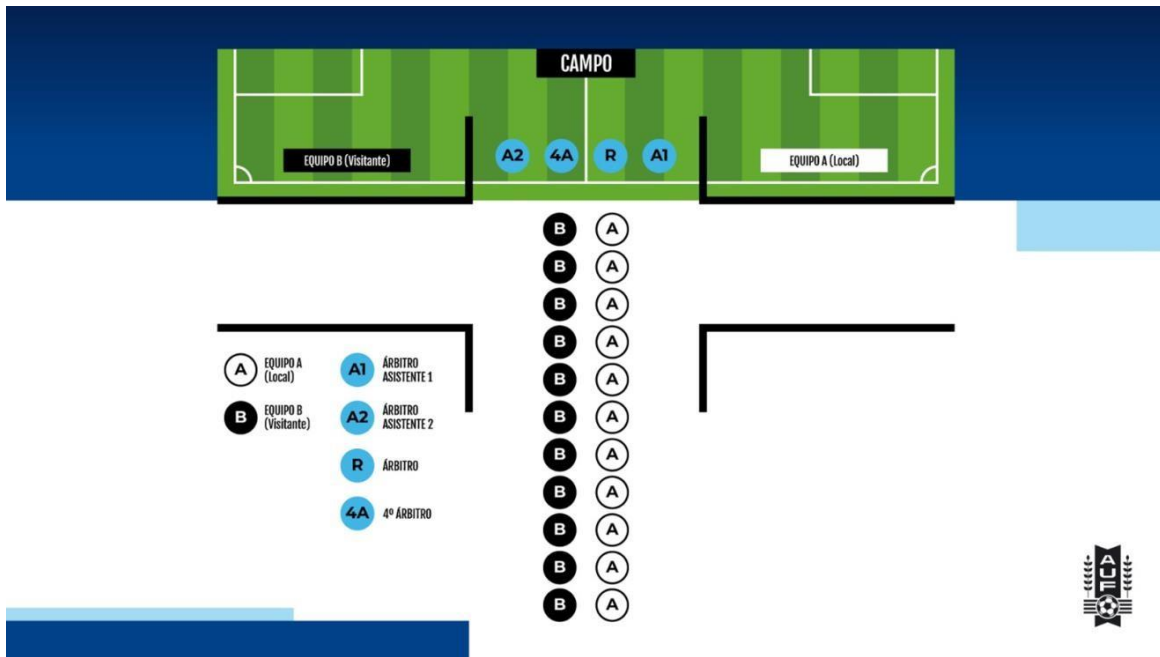 CAMPO
A2 4A R A1
EQUIPO B (Visitante)
EQUIPO A (Local)
B A
B A
B A
B A
B A
B A
B A
B A
B A
B A
B A
A EQUIPO A
(Local)
B EQUIPO B
(Visitante)
A1 ÁRBITRO
ASISTENTE 1
A2 ÁRBITRO
ASISTENTE 2
R ÁRBITRO
4A 4º ÁRBITRO
A
U
F